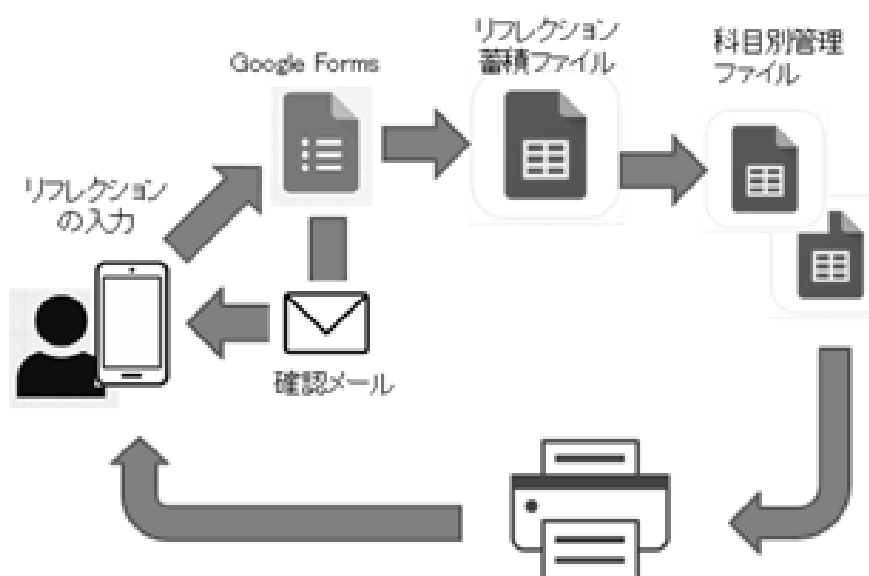 リフレクション
蓄積ファイル
科目別管理
ファイル
Google Forms
リフレクション
の入力
確認メール